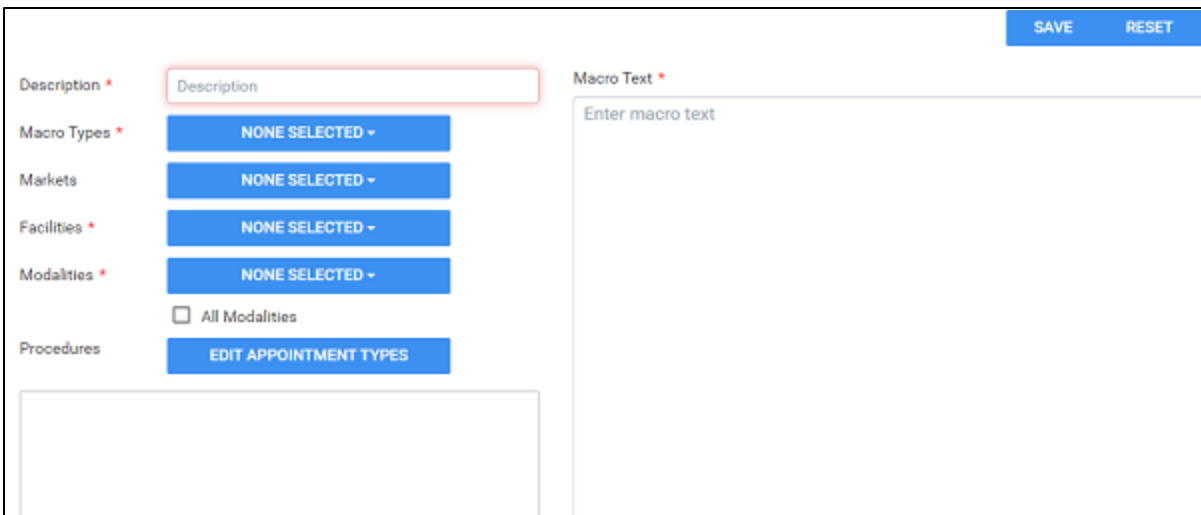 SAVE RESET
Description *
Description
Macro Types *
NONE SELECTED
Markets
NONE SELECTED
Facilities *
NONE SELECTED
Modalities *
NONE SELECTED
All Modalities
Procedures
EDIT APPOINTMENT TYPES
Macro Text *
Enter macro text